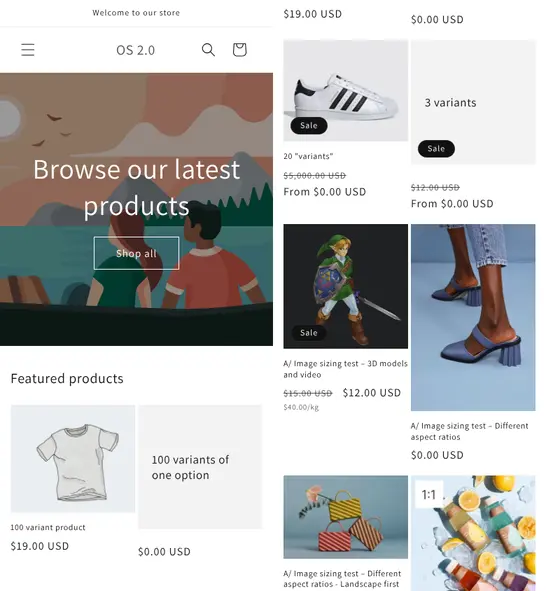 Welcome to our store
OS 2.0
Browse our latest
products
Shop all
Featured products
100 variant product
$19.00 USD
100 variants of
one option
$0.00 USD
$19.00 USD
$0.00 USD
Sale
20 "variants"
$5,000.00 USD
From $0.00 USD
3 variants
Sale
$12.00 USD
From $0.00 USD
Sale
A/ Image sizing test – 3D models
and video
$15.00 USD $12.00 USD
$40.00/kg
A/ Image sizing test – Different
aspect ratios
$0.00 USD
A/ Image sizing test – Different
aspect ratios - Landscape first
1:1